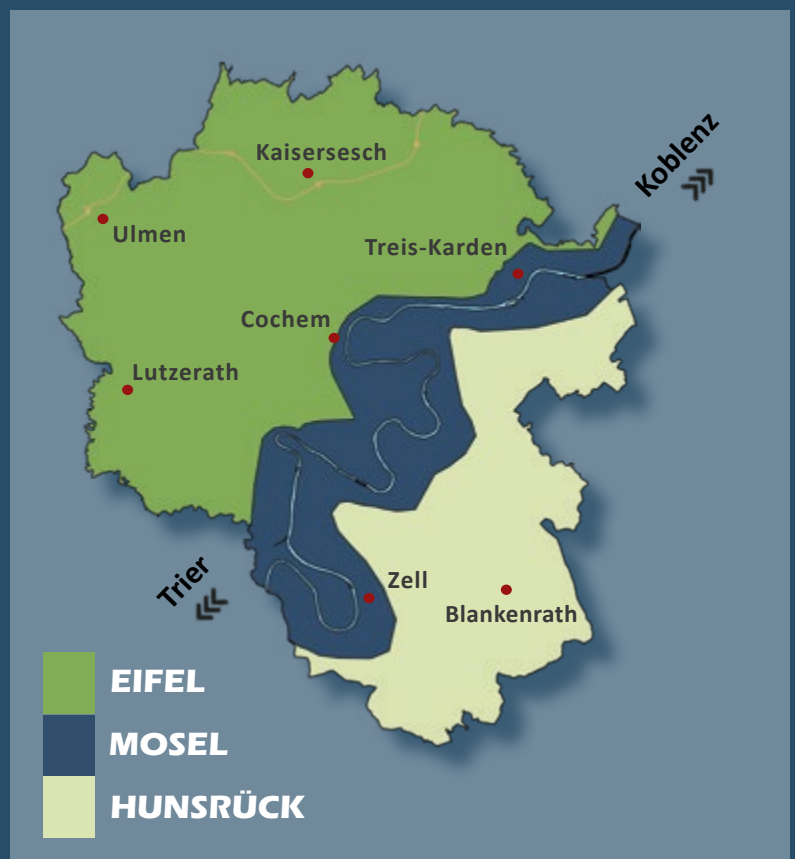 Koblenz
Kaisersesch
Ulmen
Treis-Karden
Cochem
Lutzerath
Trier
Zell
Blankenrath
EIFEL
MOSEL
HUNSRÜCK